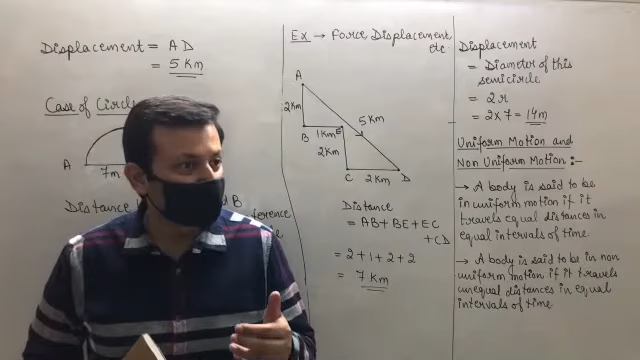 Displacement = AD
= 5 Km
Case of Circle
A
7m
Distance
B
ference
Ex → Force, Displacement
etc
A
2Km
5 Km
B
1Km
E
2Km
C
2Km
D
Distance
= AB + BE + EC
+ CD
= 2+1+2+2
= 7 Km
Displacement
= Diameter of this
semicircle
= 2r
= 2×7 = 14m
Uniform Motion and
Non Uniform Motion :-
→ A body is said to be
in uniform motion if it
travels equal distances in
equal intervals of time.
→ A body is said to be in non
uniform motion if it travels
unequal distances in equal
intervals of time.